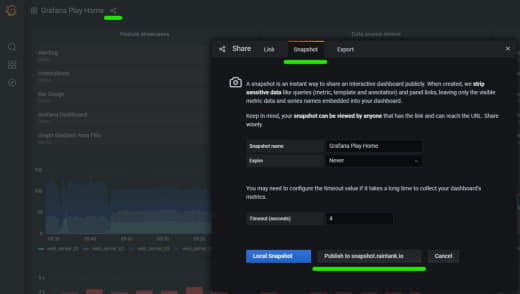 Grafana Play Home
Feature showcases
Data source demos
Alerting
Annotations
Bar Gauge
Grafana Dashboard
Graph Gradient Area Fills
Share
Link
Snapshot
Export
A snapshot is an instant way to share an interactive dashboard publicly. When created, we strip
sensitive data like queries (metric, template and annotation) and panel links, leaving only the visible
metric data and series names embedded into your dashboard.
Keep in mind, your snapshot can be viewed by anyone that has the link and can reach the URL. Share
wisely.
Snapshot name
Grafana Play Home
Expire
Never
You may need to configure the timeout value if it takes a long time to collect your dashboard's
metrics.
Timeout (seconds)
4
Local Snapshot
Publish to snapshot.raintank.io
Cancel